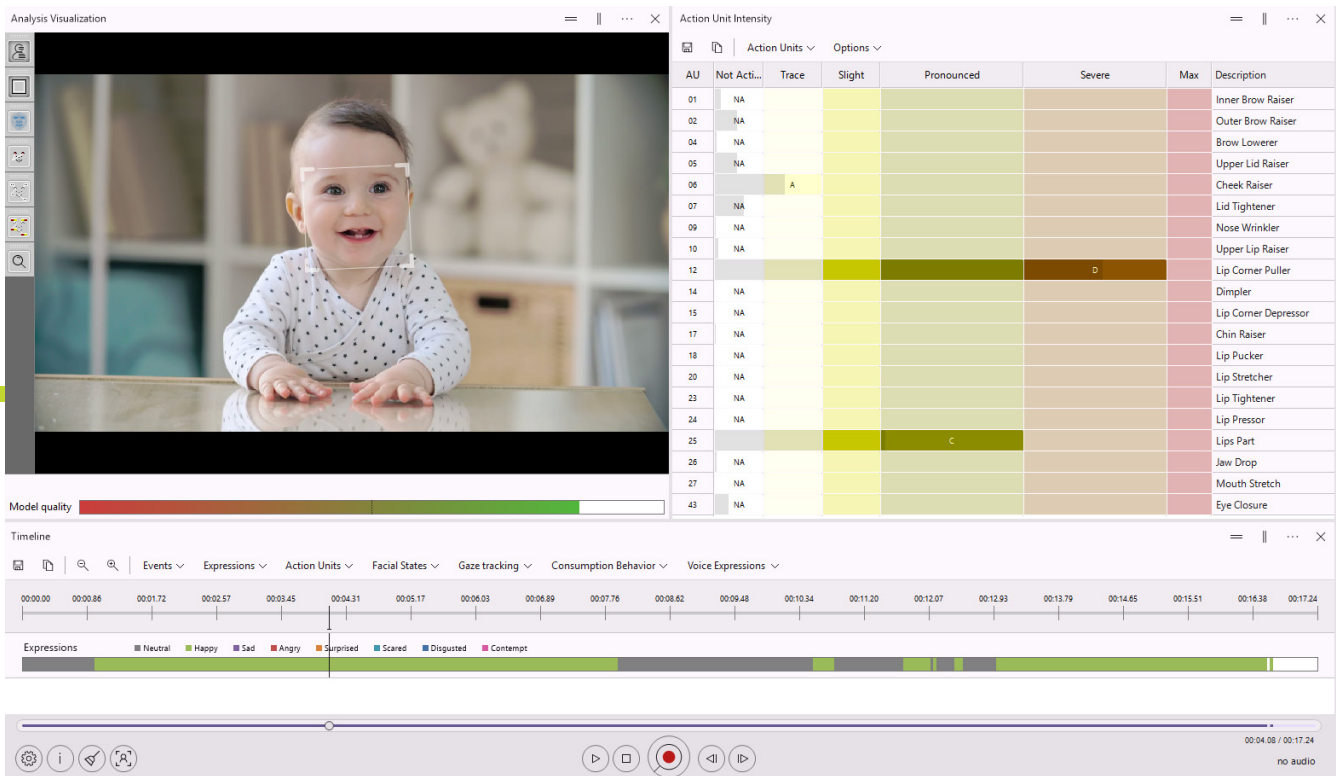 Analysis Visualization
Model quality
Action Unit Intensity
Action Units Options
AU Not Acti... Trace Slight Pronounced Severe Max Description
01 NA Inner Brow Raiser
02 NA Outer Brow Raiser
04 NA Brow Lowerer
05 NA Upper Lid Raiser
06 A Cheek Raiser
07 NA Lid Tightener
09 NA Nose Wrinkler
10 NA Upper Lip Raiser
12 D Lip Corner Puller
14 NA Dimpler
15 NA Lip Corner Depressor
17 NA Chin Raiser
18 NA Lip Pucker
20 NA Lip Stretcher
23 NA Lip Tightener
24 NA Lip Pressor
25 C Lips Part
26 NA Jaw Drop
27 NA Mouth Stretch
43 NA Eye Closure
Timeline
Events Expressions Action Units Facial States Gaze tracking Consumption Behavior Voice Expressions
00:00.00 00:00.86 00:01.72 00:02.57 00:03.45 00:04.31 00:05.17 00:06.03 00:06.89 00:07.76 00:08.62 00:09.48 00:10.34 00:11.20 00:12.07 00:12.93 00:13.79 00:14.65 00:15.51 00:16.38 00:17.24
Expressions Neutral Happy Sad Angry Surprised Scared Disgusted Contempt
00:04.08 / 00:17.24
no audio